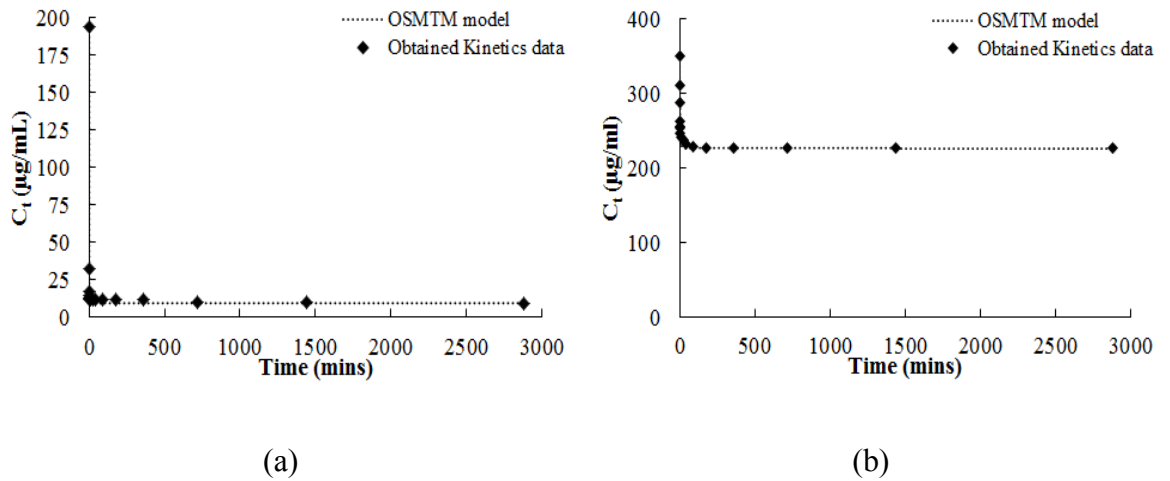 OSMTM model
Obtained Kinetics data
200
175
150
125
100
75
50
25
0
Ct (µg/mL)
0 500 1000 1500 2000 2500 3000
Time (mins)
(a)
OSMTM model
Obtained Kinetics data
400
300
200
100
0
Ct (µg/ml)
0 500 1000 1500 2000 2500 3000
Time (mins)
(b)